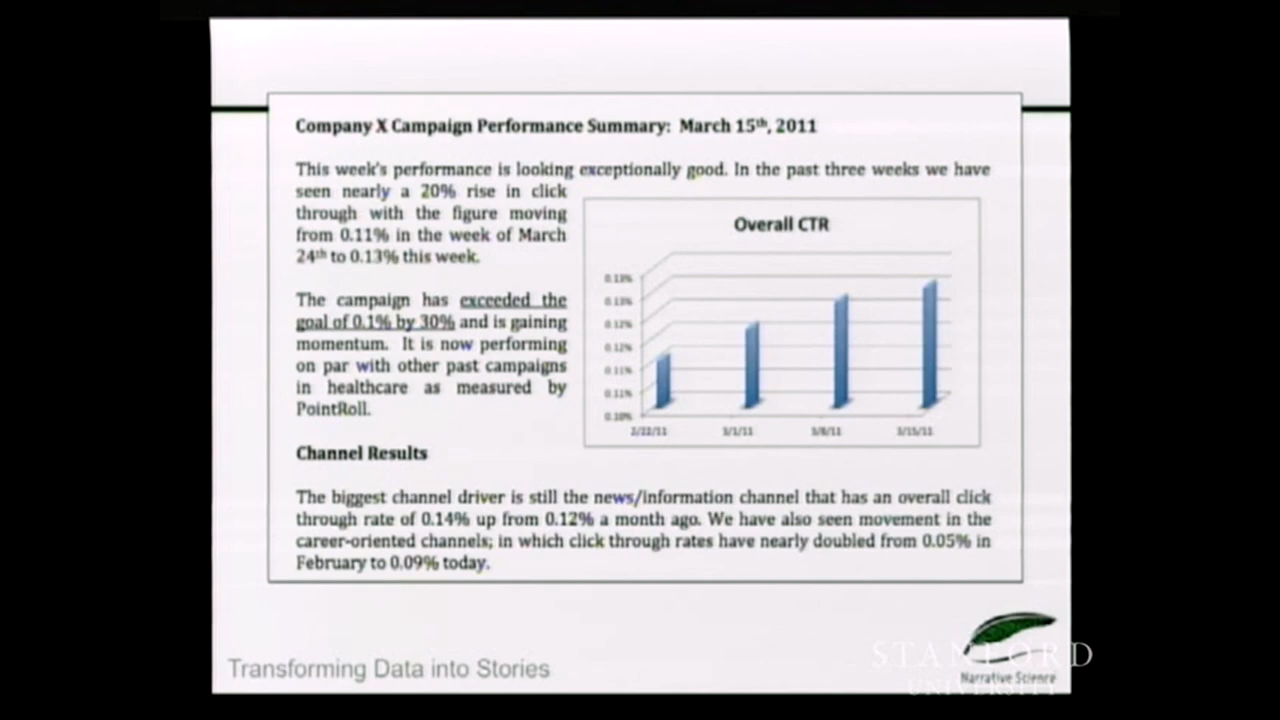 Company X Campaign Performance Summary: March 15th, 2011
This week's performance is looking exceptionally good. In the past three weeks we have
seen nearly a 20% rise in click
through with the figure moving
from 0.11% in the week of March
24th to 0.13% this week.
The campaign has exceeded the
goal of 0.1% by 30% and is gaining
momentum. It is now performing
on par with other past campaigns
in healthcare as measured by
PointRoll.
Overall CTR
0.13%
0.13%
0.12%
0.12%
0.11%
0.11%
0.10%
2/22/11 3/1/11 3/8/11 3/15/11
Channel Results
The biggest channel driver is still the news/information channel that has an overall click
through rate of 0.14% up from 0.12% a month ago. We have also seen movement in the
career-oriented channels; in which click through rates have nearly doubled from 0.05% in
February to 0.09% today.
Transforming Data into Stories
STANFORD
UNIVERSITY
Narrative Science